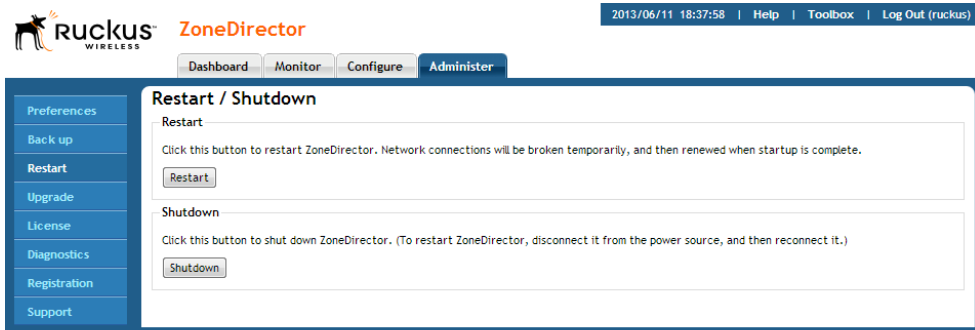 2013/06/11 18:37:58 | Help | Toolbox | Log Out (ruckus)
RUCKUS
WIRELESS
ZoneDirector
Dashboard Monitor Configure Administer
Preferences
Back up
Restart
Upgrade
License
Diagnostics
Registration
Support
Restart / Shutdown
Restart
Click this button to restart ZoneDirector. Network connections will be broken temporarily, and then renewed when startup is complete.
Restart
Shutdown
Click this button to shut down ZoneDirector. (To restart ZoneDirector, disconnect it from the power source, and then reconnect it.)
Shutdown